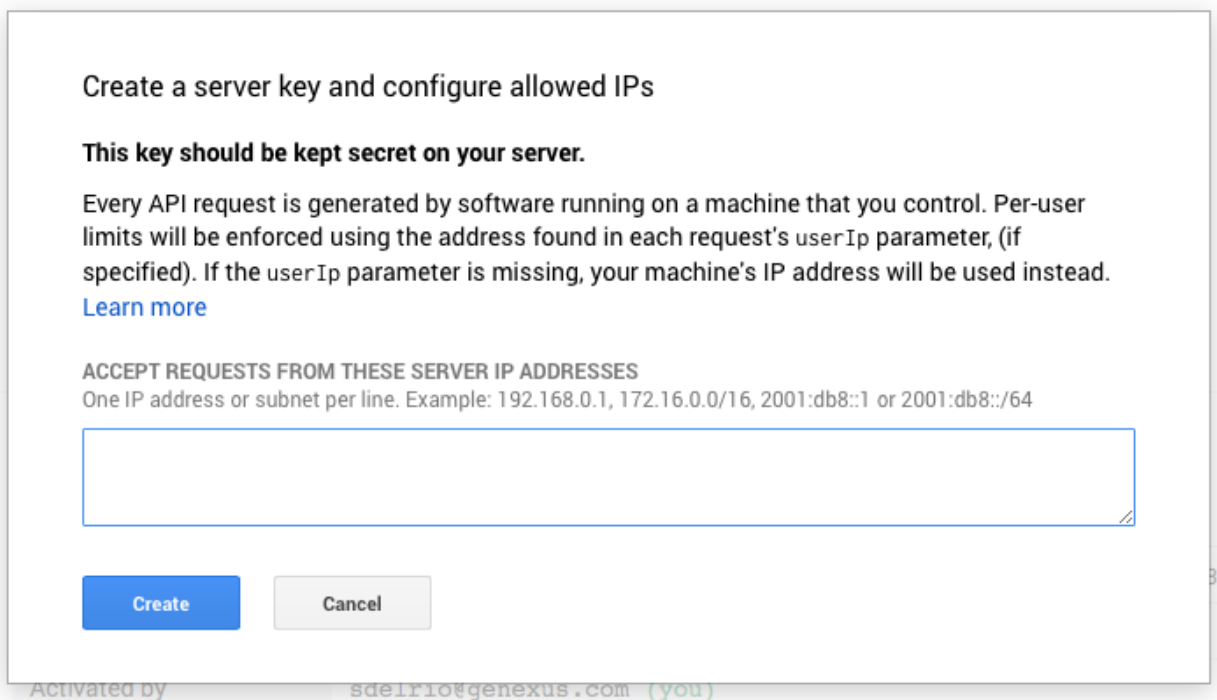 Create a server key and configure allowed IPs
This key should be kept secret on your server.
Every API request is generated by software running on a machine that you control. Per-user
limits will be enforced using the address found in each request's userIp parameter, (if
specified). If the userIp parameter is missing, your machine's IP address will be used instead.
Learn more
ACCEPT REQUESTS FROM THESE SERVER IP ADDRESSES
One IP address or subnet per line. Example: 192.168.0.1, 172.16.0.0/16, 2001:db8::1 or 2001:db8::/64
Create Cancel
Activated by sdelrio@genexus.com (you)